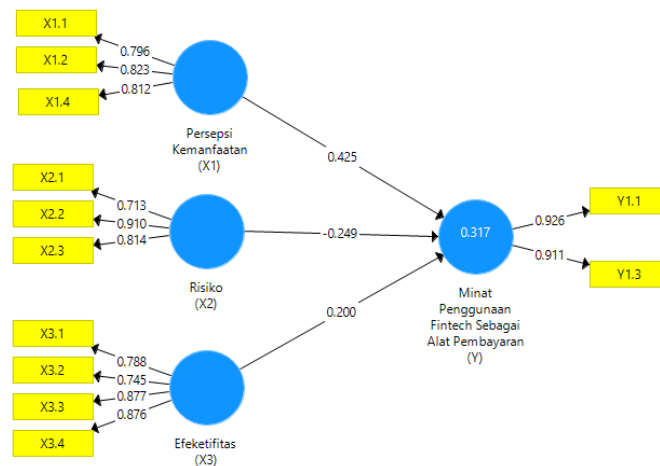 X1.1
0.796
X1.2
0.823
X1.4
0.812
Persepsi
Kemanfaatan
(X1)
0.425
X2.1
0.713
X2.2
0.910
X2.3
0.814
Risiko
(X2)
-0.249
X3.1
0.788
X3.2
0.745
X3.3
0.877
X3.4
0.876
Efeketifitas
(X3)
0.200
0.317
Minat
Penggunaan
Fintech Sebagai
Alat Pembayaran
(Y)
0.926
Y1.1
0.911
Y1.3